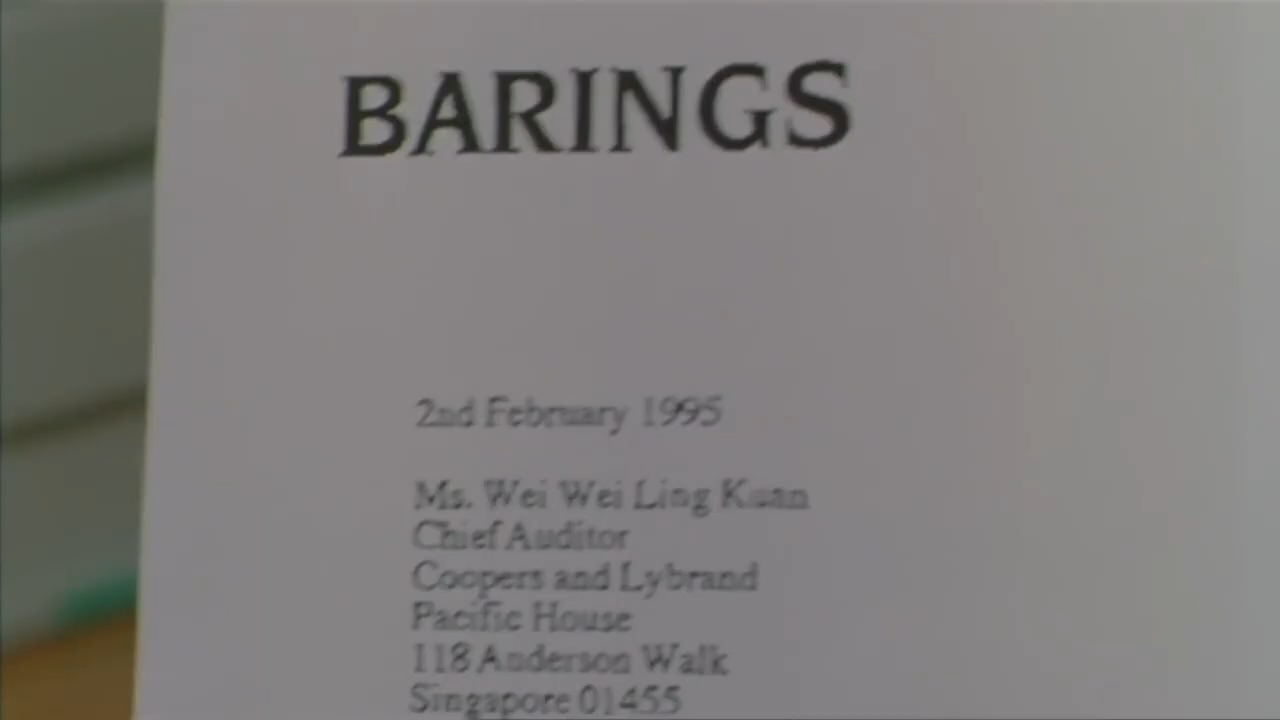 BARINGS
2nd February 1995
Ms. Wei Wei Ling Kuan
Chief Auditor
Coopers and Lybrand
Pacific House
118 Anderson Walk
Singapore 01455